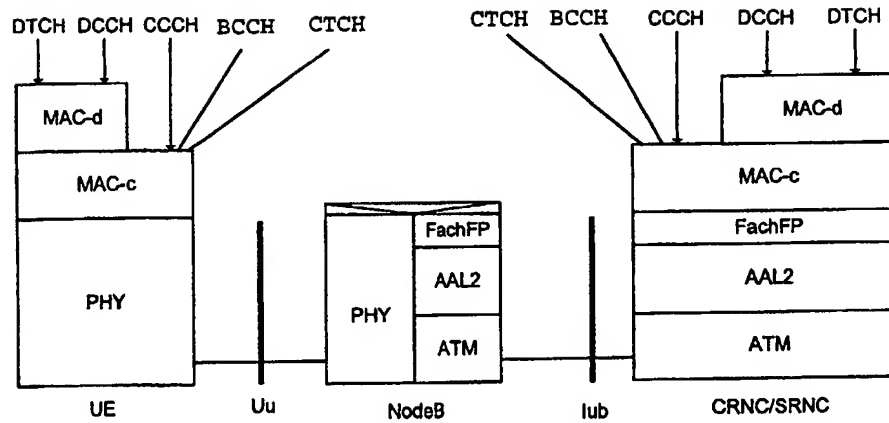 DTCH DCCH CCCH BCCH CTCH CTCH BCCH CCCH DCCH DTCH
MAC-d MAC-d
MAC-c MAC-c
FachFP FachFP
PHY PHY AAL2 AAL2
ATM ATM
UE Uu NodeB Iub CRNC/SRNC